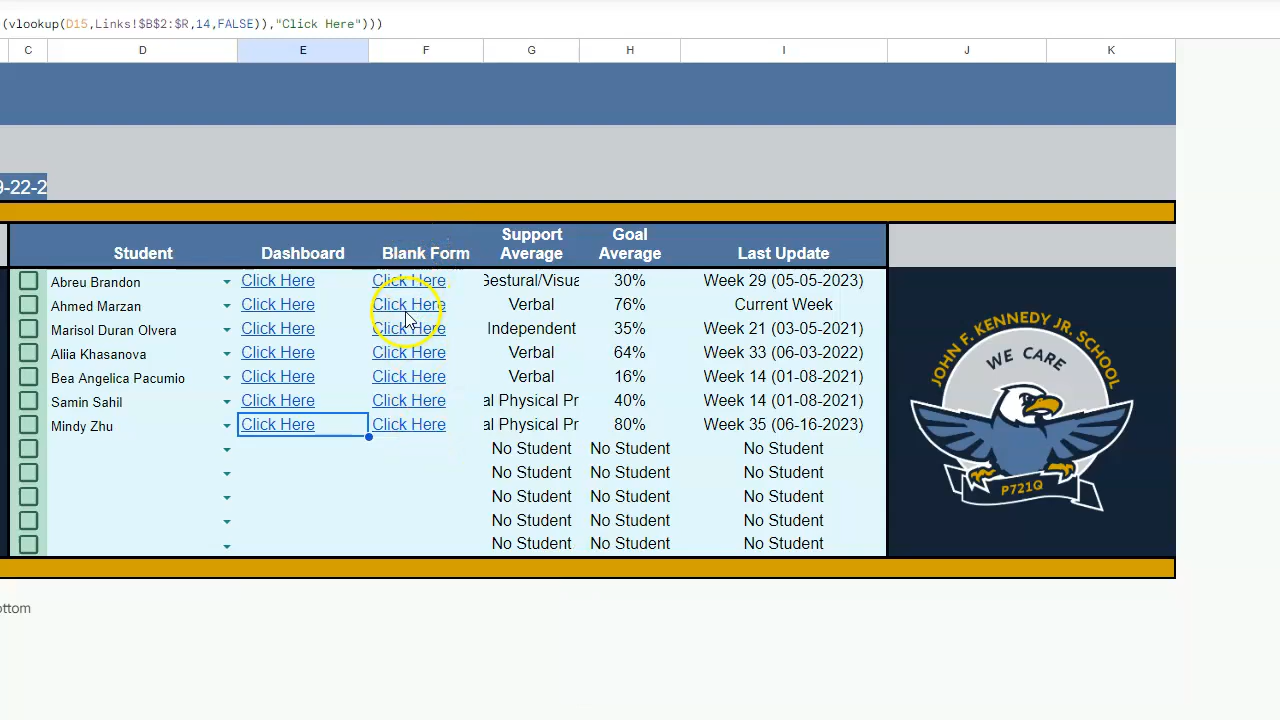 (vlookup(D15,Links!$B$2:$R,14,FALSE)),"Click Here")))
C D E F G H I J K
9-22-2
Student Dashboard Blank Form Support Average Goal Average Last Update
Abreu Brandon Click Here Click Here Gestural/Visua 30% Week 29 (05-05-2023)
Ahmed Marzan Click Here Click Here Verbal 76% Current Week
Marisol Duran Olvera Click Here Click Here Independent 35% Week 21 (03-05-2021)
Aliia Khasanova Click Here Click Here Verbal 64% Week 33 (06-03-2022)
Bea Angelica Pacumio Click Here Click Here Verbal 16% Week 14 (01-08-2021)
Samin Sahil Click Here Click Here al Physical Pr 40% Week 14 (01-08-2021)
Mindy Zhu Click Here Click Here al Physical Pr 80% Week 35 (06-16-2023)
No Student No Student No Student
No Student No Student No Student
No Student No Student No Student
No Student No Student No Student
No Student No Student No Student
JOHN F. KENNEDY JR. SCHOOL
WE CARE
P721Q
ottom